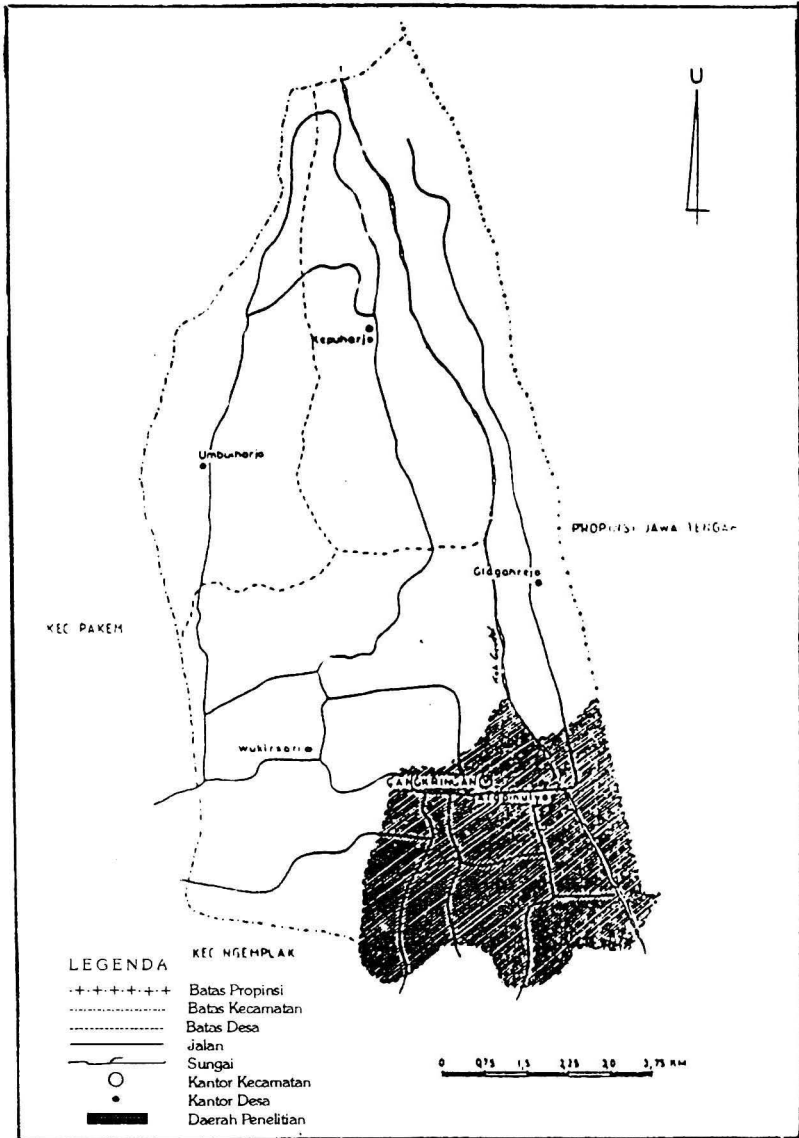 U
Kepuharjo
Umbulharjo
PROPINSI JAWA TENGAH
Glagahrejo
KEC PAKEM
Wukirsari
CANGKRINGAN
Argomulyo
KEC NGEMPLAK
LEGENDA
Batas Propinsi
Batas Kecamatan
Batas Desa
Jalan
Sungai
Kantor Kecamatan
Kantor Desa
Daerah Penelitian
0 0,75 1,5 2,25 3,0 3,75 KM